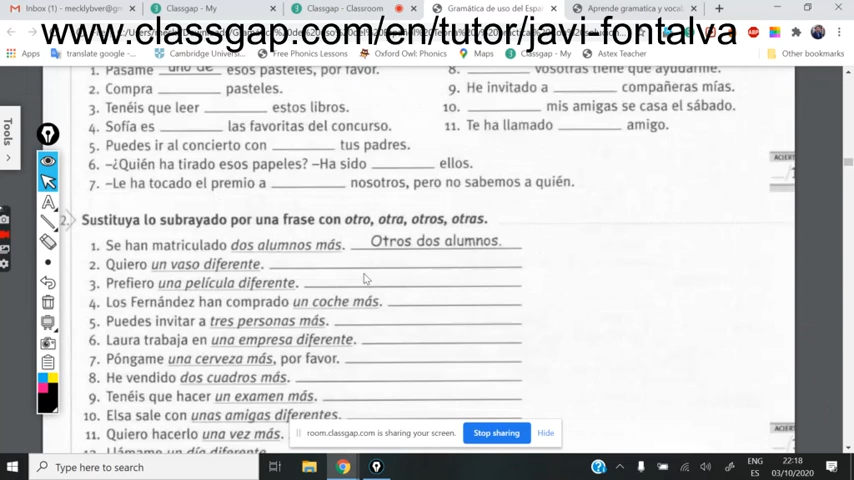 Inbox (1) - mecklybver@gm
Classgap - My
Classgap - Classroom
Gramática de uso del Espa
Aprende gramatica y vocal
www.classgap.com/en/tutor/javi-fontalva
Apps
translate google -...
Cambridge Univers...
Free Phonics Lessons
Oxford Owl: Phonics
Maps
Classgap - My
Astex Teacher
Other bookmarks
Tools
1. Pásame uno de esos pasteles, por favor.
2. Compra ________ pasteles.
3. Tenéis que leer ________ estos libros.
4. Sofía es ________ las favoritas del concurso.
5. Puedes ir al concierto con ________ tus padres.
6. –¿Quién ha tirado esos papeles? –Ha sido ________ ellos.
7. –Le ha tocado el premio a ________ nosotros, pero no sabemos a quién.
8. ________ vosotras tiene que ayudarme.
9. He invitado a ________ compañeras mías.
10. ________ mis amigas se casa el sábado.
11. Te ha llamado ________ amigo.
2. Sustituya lo subrayado por una frase con otro, otra, otros, otras.
1. Se han matriculado dos alumnos más. Otros dos alumnos.
2. Quiero un vaso diferente.
3. Prefiero una película diferente.
4. Los Fernández han comprado un coche más.
5. Puedes invitar a tres personas más.
6. Laura trabaja en una empresa diferente.
7. Póngame una cerveza más, por favor.
8. He vendido dos cuadros más.
9. Tenéis que hacer un examen más.
10. Elsa sale con unas amigas diferentes.
11. Quiero hacerlo una vez más.
12. Llámame un día diferente.
room.classgap.com is sharing your screen.
Stop sharing
Hide
Type here to search
ENG
ES
22:18
03/10/2020